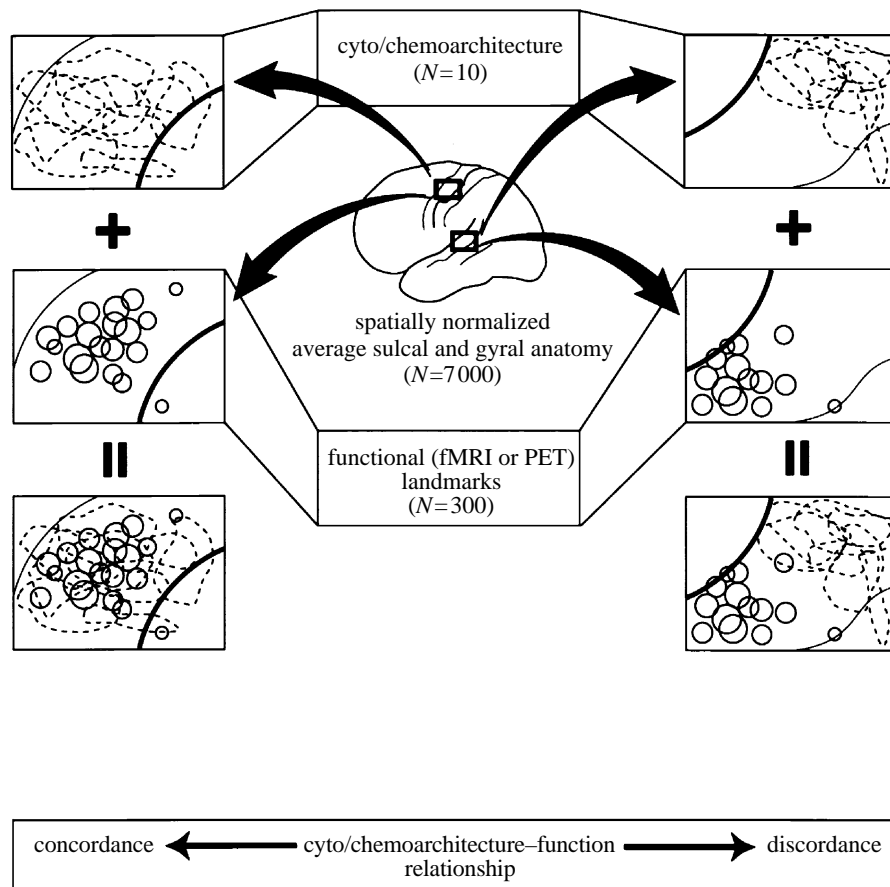 cyto/chemoarchitecture
(N=10)
spatially normalized
average sulcal and gyral anatomy
(N=7000)
functional (fMRI or PET)
landmarks
(N=300)
concordance cyto/chemoarchitecture–function discordance
relationship